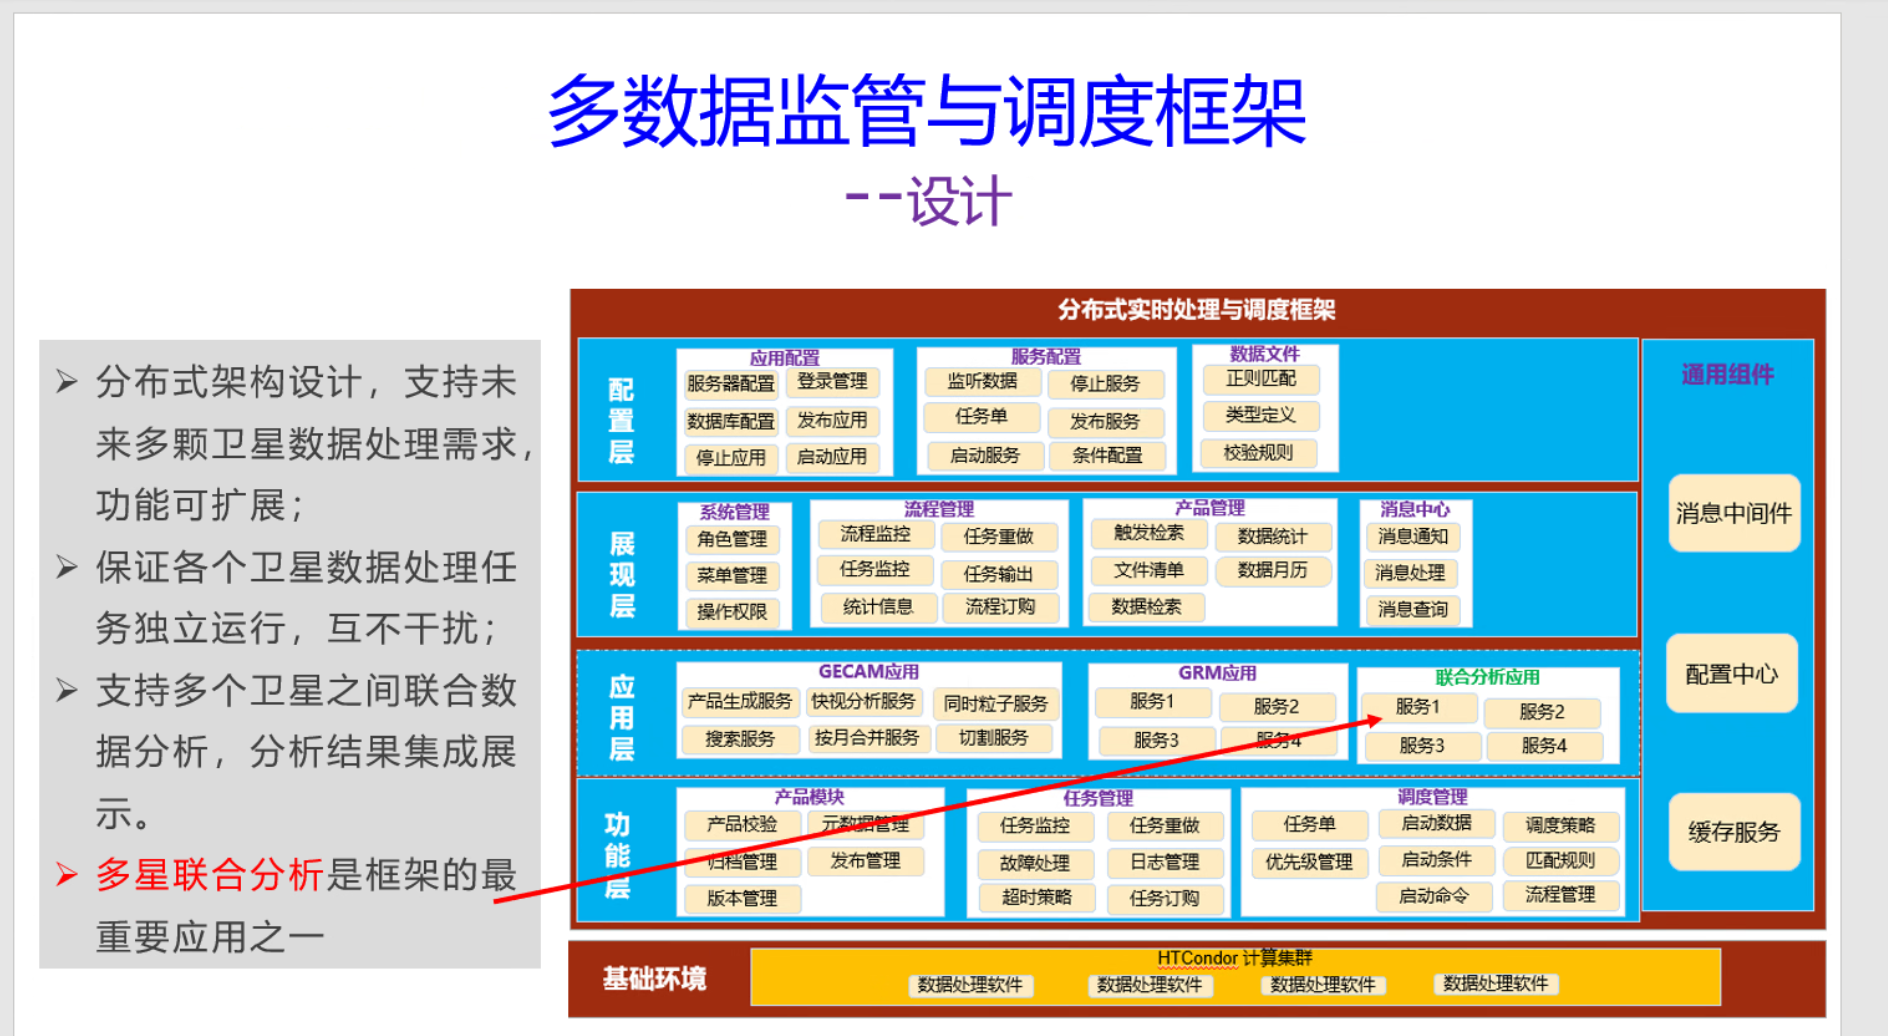 多数据监管与调度框架
--设计
分布式架构设计，支持未
来多颗卫星数据处理需求，
功能可扩展；
保证各个卫星数据处理任
务独立运行，互不干扰；
支持多个卫星之间联合数
据分析，分析结果集成展
示。
多星联合分析是框架的最
重要应用之一
分布式实时处理与调度框架
配置层
应用配置
服务器配置 登录管理
数据库配置 发布应用
停止应用 启动应用
服务配置
监听数据 停止服务
任务单 发布服务
启动服务 条件配置
数据文件
正则匹配
类型定义
校验规则
展现层
系统管理
角色管理
菜单管理
操作权限
流程管理
流程监控 任务重做
任务监控 任务输出
统计信息 流程订购
产品管理
触发检索 数据统计
文件清单 数据月历
数据检索
消息中心
消息通知
消息处理
消息查询
应用层
GECAM应用
产品生成服务 快视分析服务 同时粒子服务
搜索服务 按月合并服务 切割服务
GRM应用
服务1 服务2
服务3 服务4
联合分析应用
服务1 服务2
服务3 服务4
功能层
产品模块
产品校验 元数据管理
归档管理 发布管理
版本管理
任务管理
任务监控 任务重做
故障处理 日志管理
超时策略 任务订购
调度管理
任务单 启动数据 调度策略
优先级管理 启动条件 匹配规则
启动命令 流程管理
通用组件
消息中间件
配置中心
缓存服务
基础环境
HTCondor 计算集群
数据处理软件 数据处理软件 数据处理软件 数据处理软件